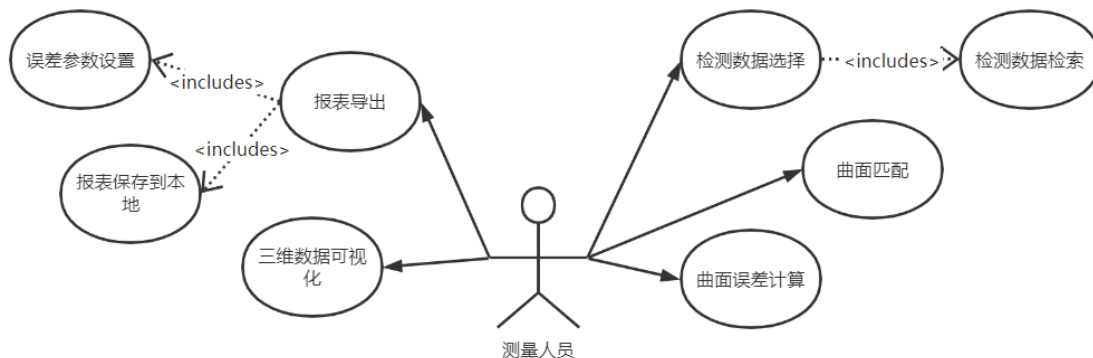 误差参数设置
<includes>
报表导出
<includes>
报表保存到本
地
三维数据可视
化
检测数据选择
<includes>
检测数据检索
曲面匹配
曲面误差计算
测量人员